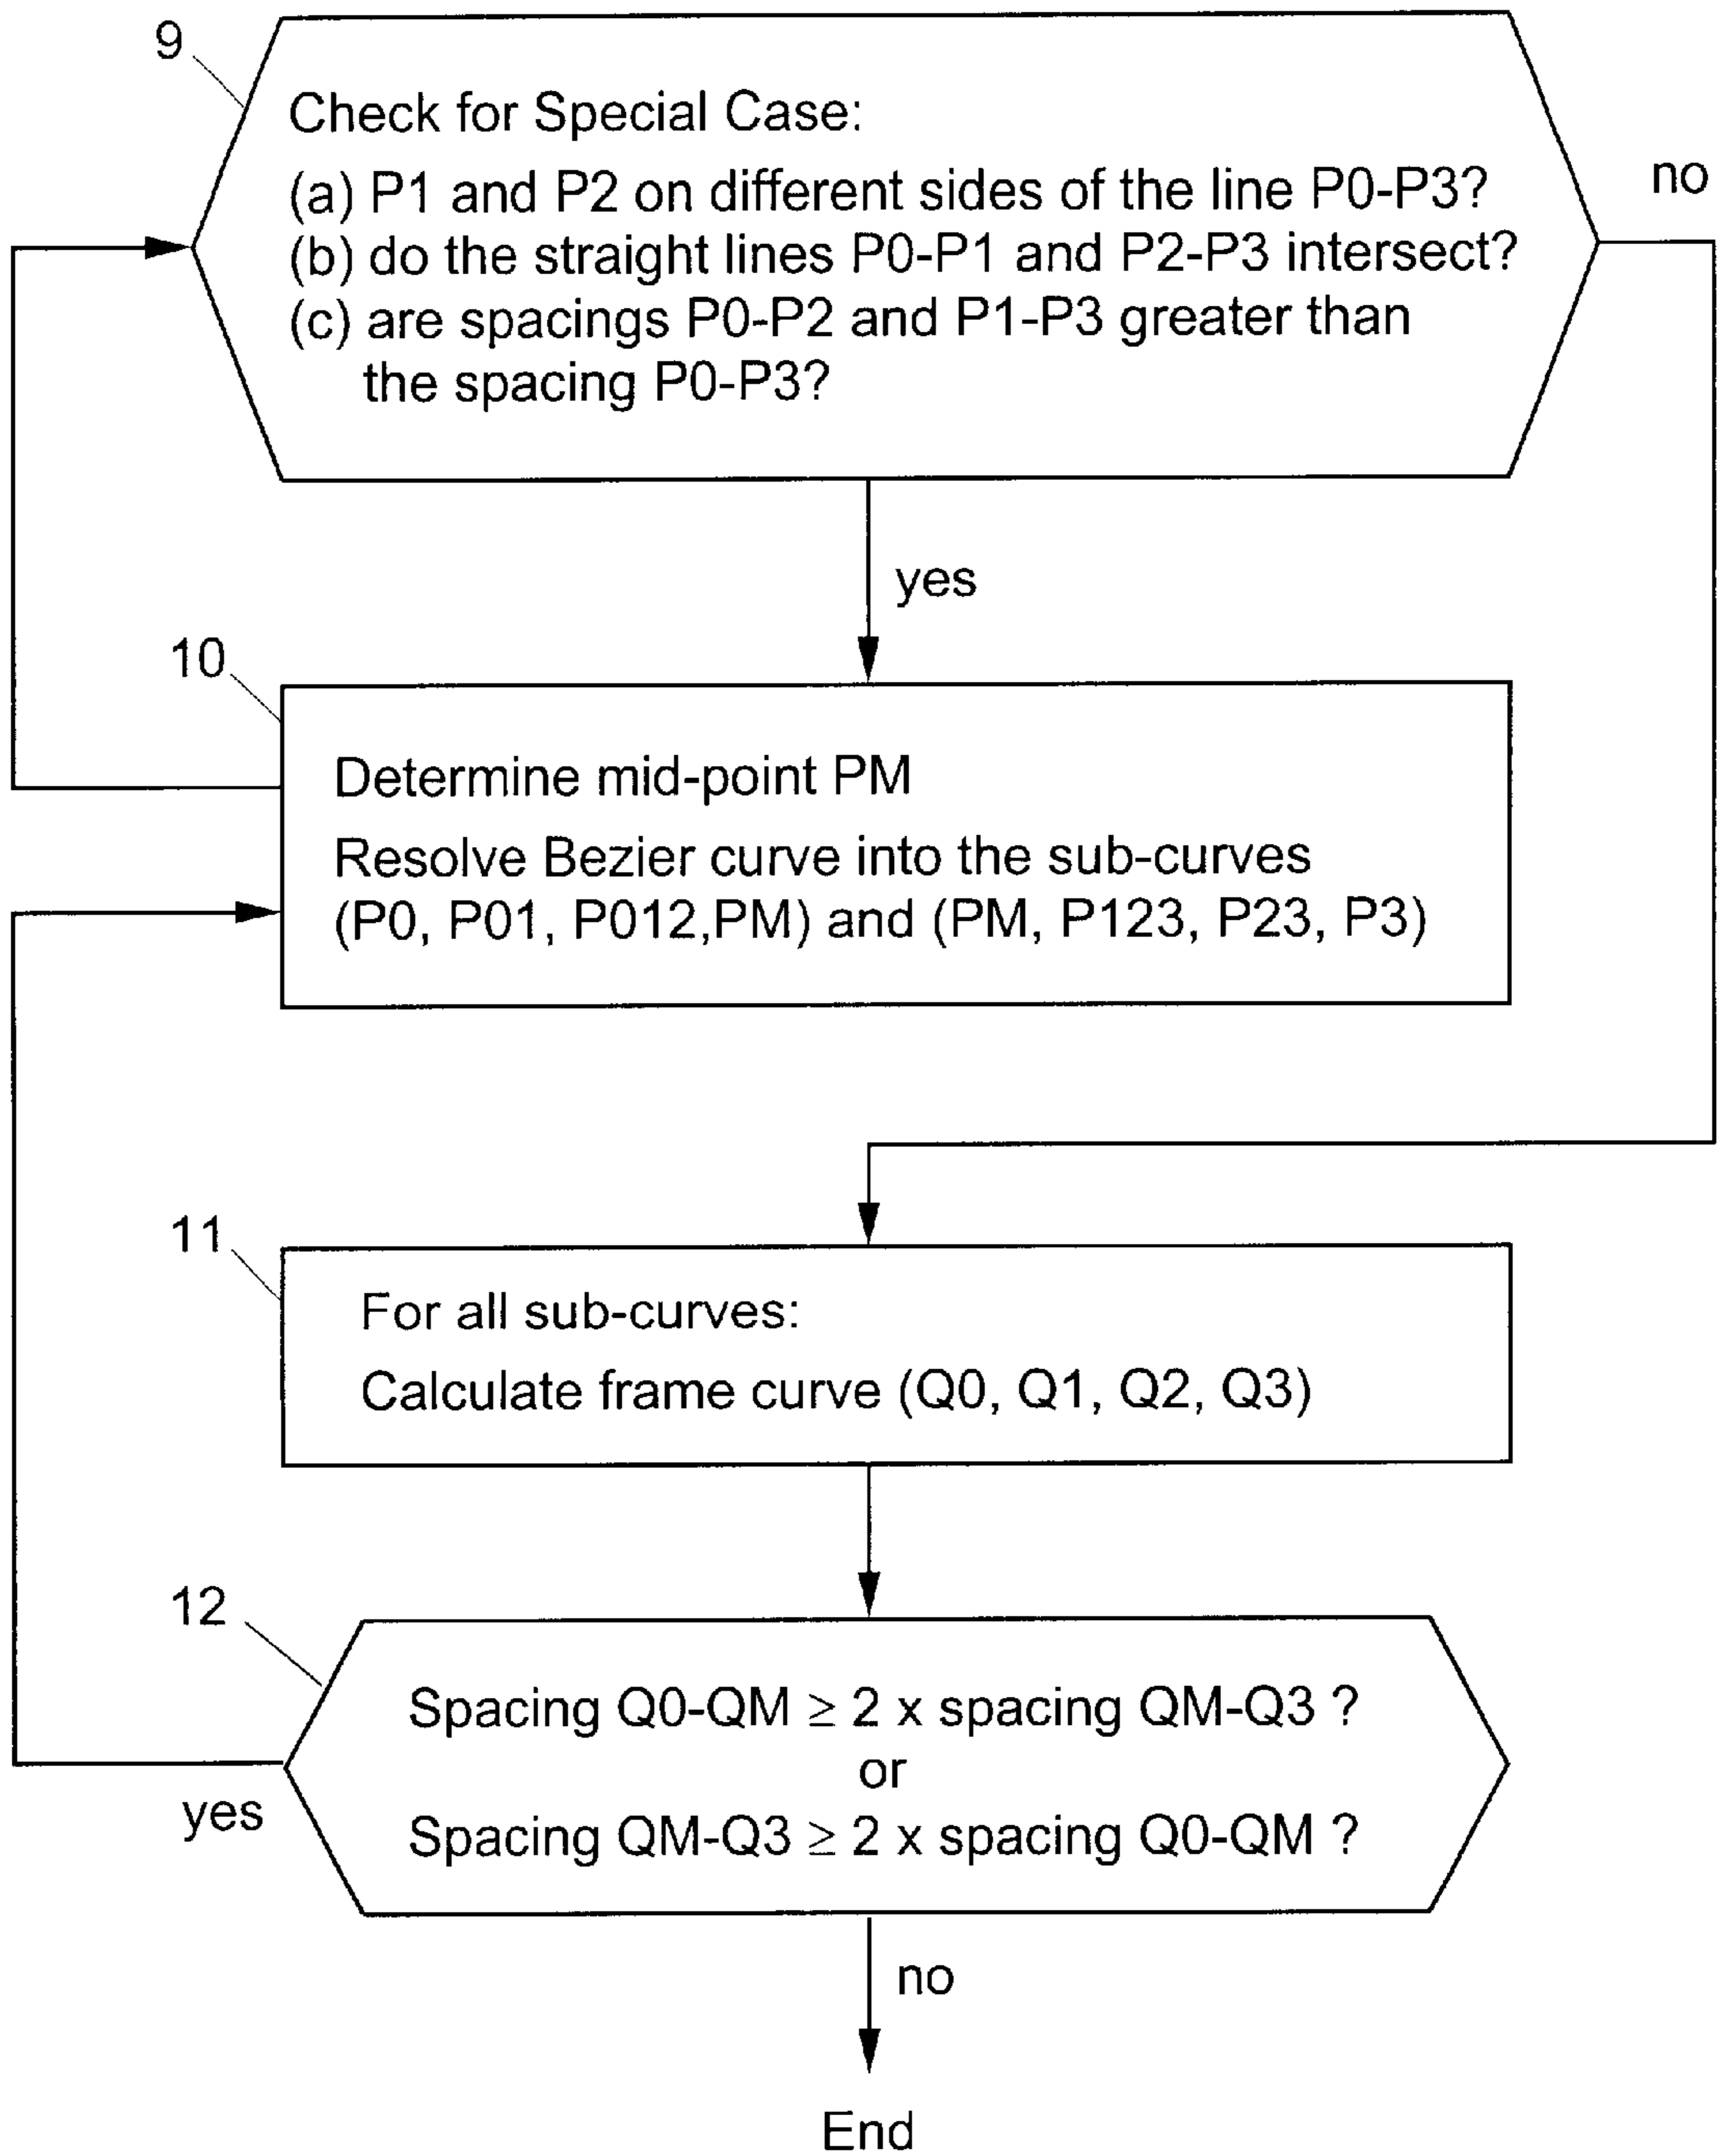 9
Check for Special Case:
(a) P1 and P2 on different sides of the line P0-P3?
(b) do the straight lines P0-P1 and P2-P3 intersect?
(c) are spacings P0-P2 and P1-P3 greater than
the spacing P0-P3?
no
yes
10
Determine mid-point PM
Resolve Bezier curve into the sub-curves
(P0, P01, P012,PM) and (PM, P123, P23, P3)
11
For all sub-curves:
Calculate frame curve (Q0, Q1, Q2, Q3)
12
Spacing Q0-QM ≥ 2 x spacing QM-Q3 ?
or
Spacing QM-Q3 ≥ 2 x spacing Q0-QM ?
yes
no
End